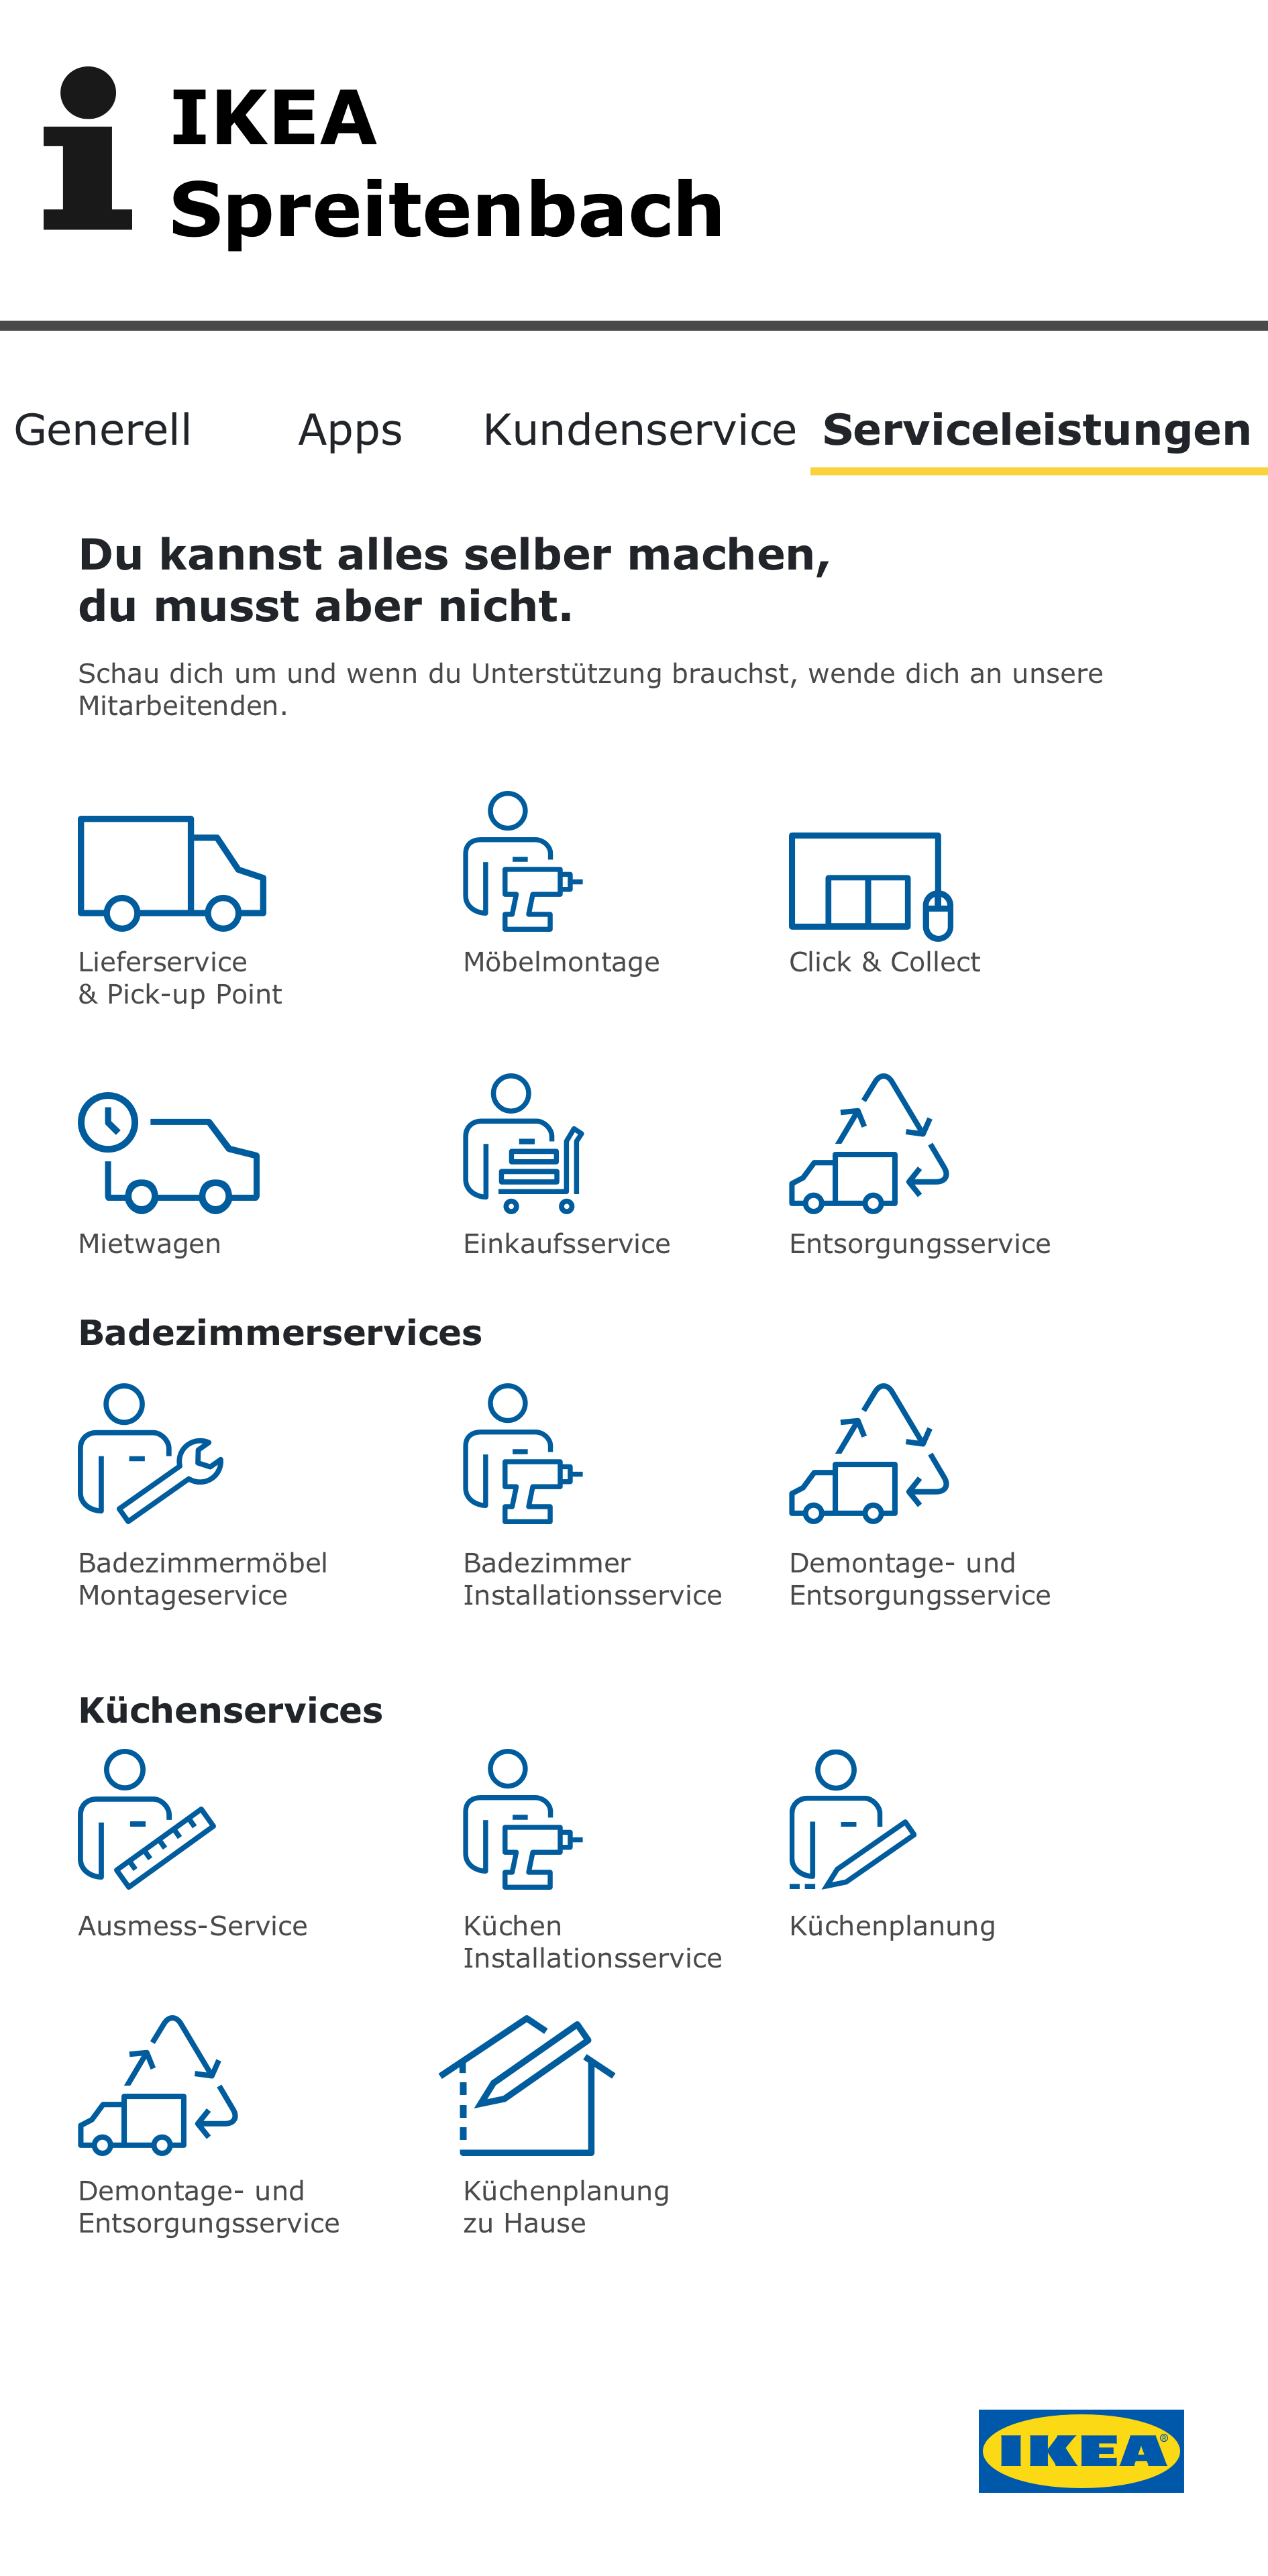 IKEA
Spreitenbach
Generell Apps Kundenservice Serviceleistungen
Du kannst alles selber machen,
du musst aber nicht.
Schau dich um und wenn du Unterstützung brauchst, wende dich an unsere
Mitarbeitenden.
Lieferservice
& Pick-up Point
Möbelmontage
Click & Collect
Mietwagen
Einkaufsservice
Entsorgungsservice
Badezimmerservices
Badezimmermöbel
Montageservice
Badezimmer
Installationsservice
Demontage- und
Entsorgungsservice
Küchenservices
Ausmess-Service
Küchen
Installationsservice
Küchenplanung
Demontage- und
Entsorgungsservice
Küchenplanung
zu Hause
IKEA®